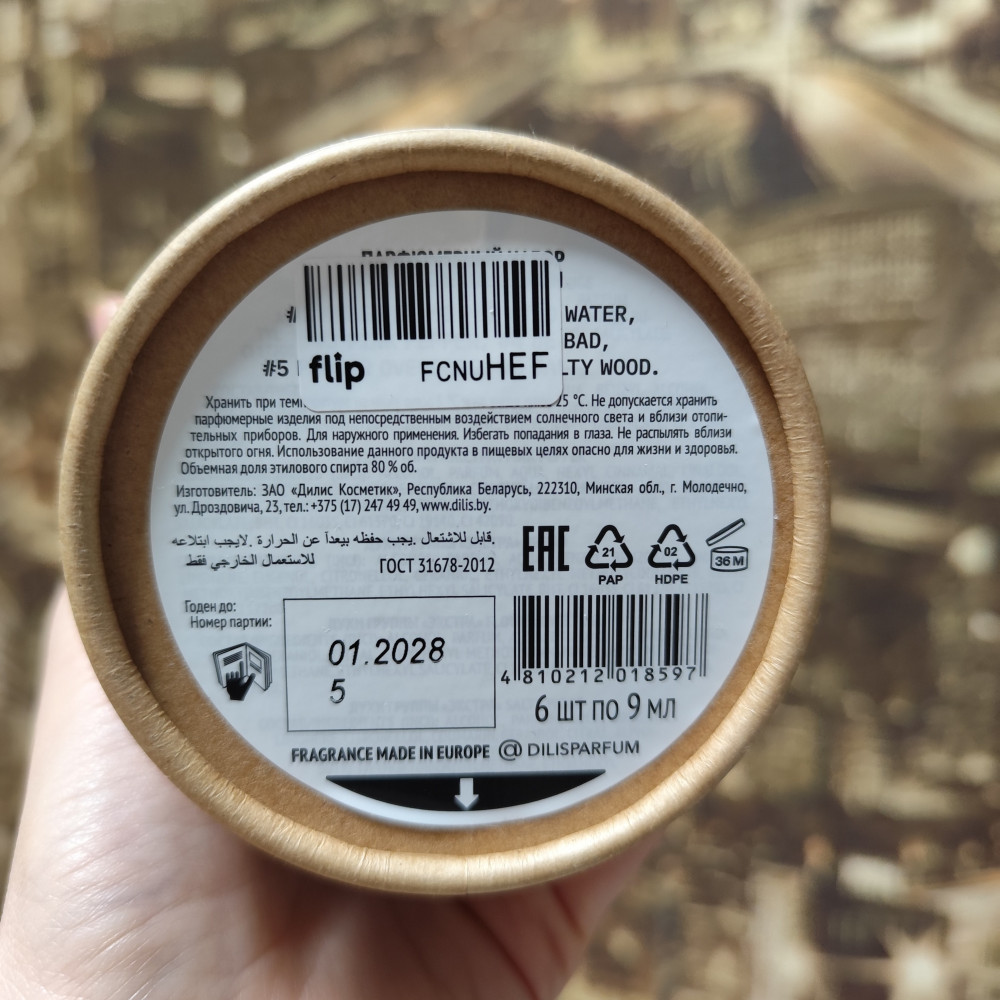 ПАРФЮМЕРНЫЙ НАБОР
WATER,
flip FCNUHEF
BAD,
#5 LTY WOOD.
Хранить при 25 °С. Не допускается хранить
парфюмерные изделия под непосредственным воздействием солнечного света и вблизи отопи-
тельных приборов. Для наружного применения. Избегать попадания в глаза. Не распылять вблизи
открытого огня. Использование данного продукта в пищевых целях опасно для жизни и здоровья.
Объемная доля этилового спирта 80 % об.
Изготовитель: ЗАО «Дилис Косметик», Республика Беларусь, 222310, Минская обл., г. Молодечно,
ул. Дроздовича, 23, тел.: +375 (17) 247 49 49, www.dilis.by.
قابل للاشتعال .يجب حفظه بيعداً عن الحرارة .لايجب ابتلاعه.
للاستعمال الخارجي فقط
ГОСТ 31678-2012
EAC
21
PAP
02
HDPE
36 M
Годен до:
Номер партии:
01.2028
5
4 810212 018597
6 ШТ ПО 9 МЛ
FRAGRANCE MADE IN EUROPE @DILISPARFUM